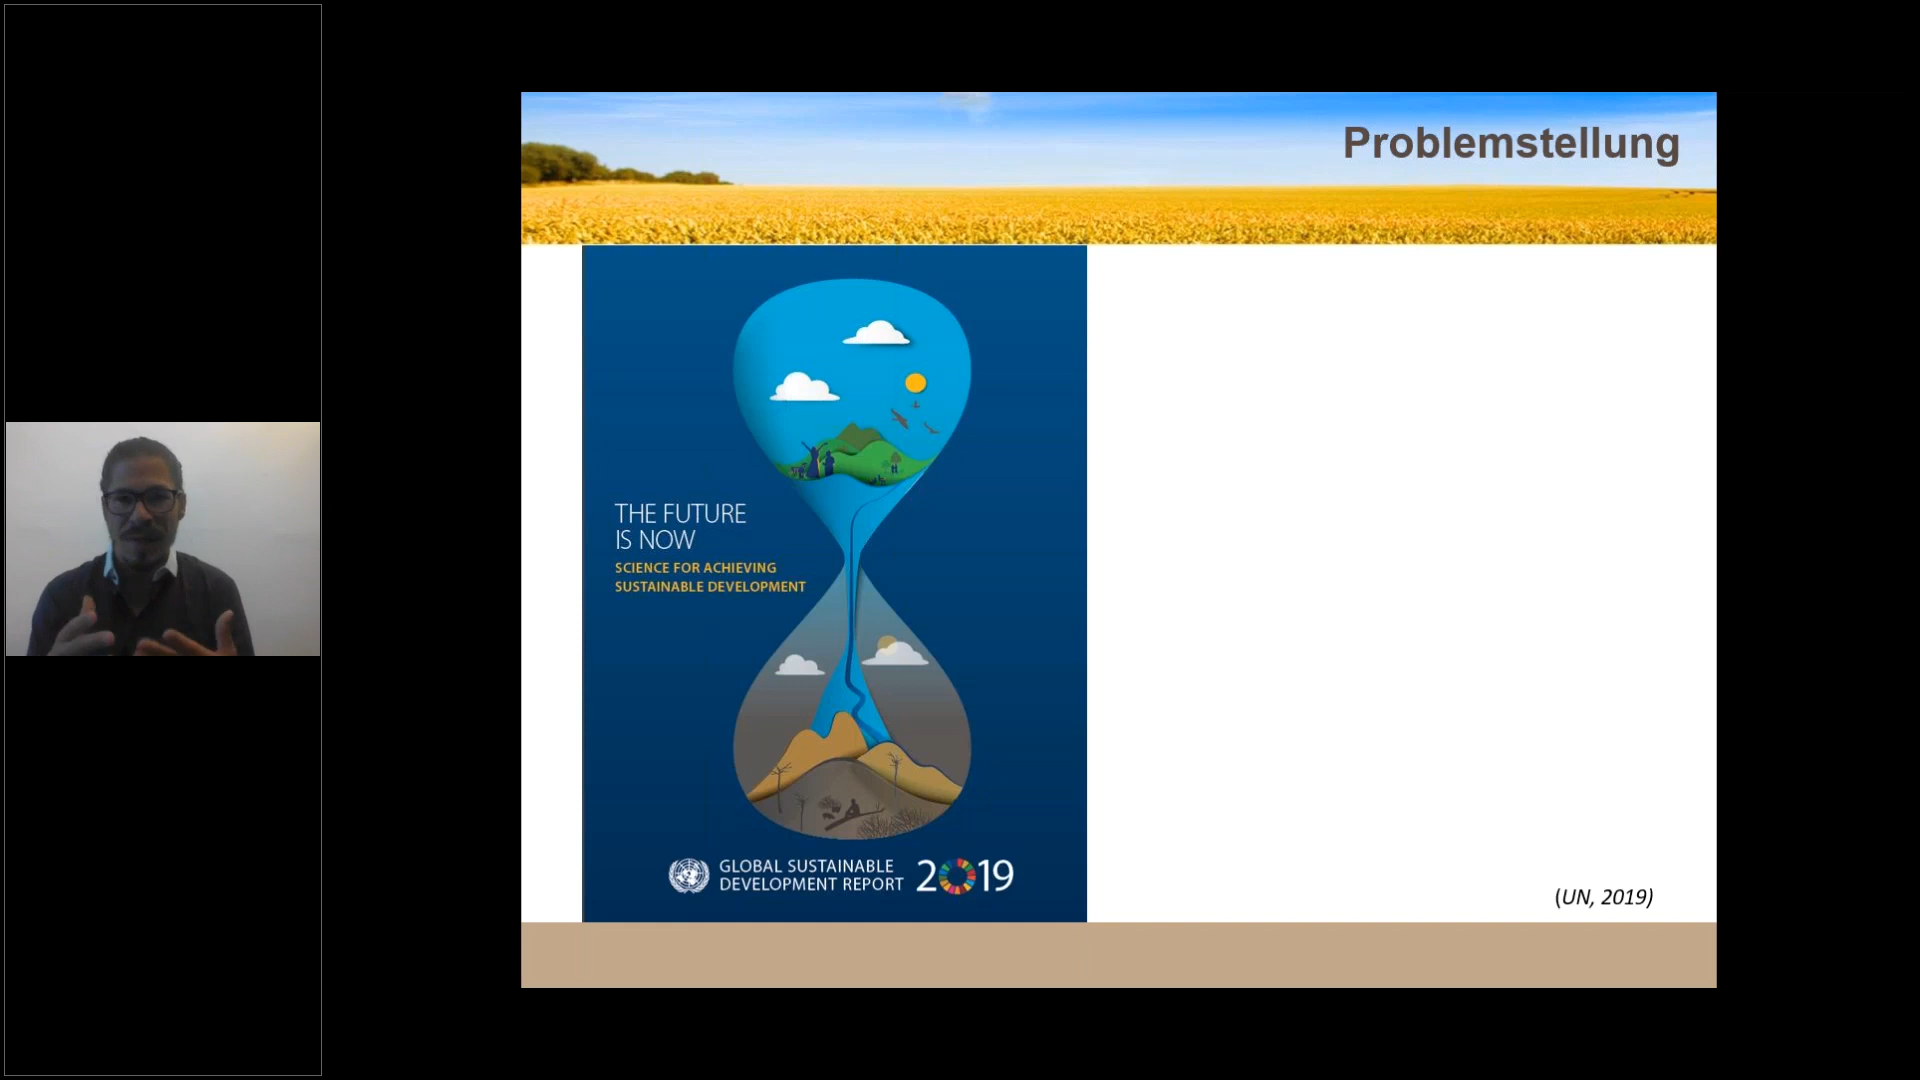 Problemstellung
THE FUTURE
IS NOW
SCIENCE FOR ACHIEVING
SUSTAINABLE DEVELOPMENT
GLOBAL SUSTAINABLE
DEVELOPMENT REPORT 2019
(UN, 2019)